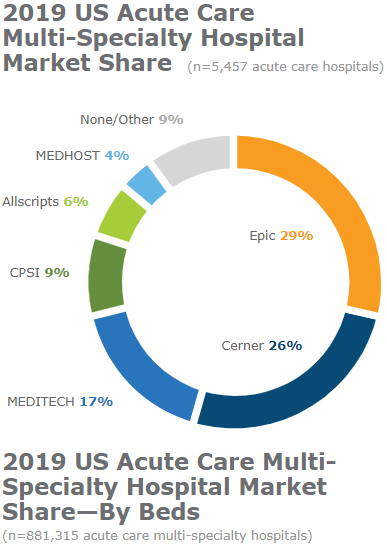 2019 US Acute Care
Multi-Specialty Hospital
Market Share (n=5,457 acute care hospitals)
None/Other 9%
MEDHOST 4%
Allscripts 6%
Epic 29%
CPSI 9%
Cerner 26%
MEDITECH 17%
2019 US Acute Care Multi-
Specialty Hospital Market
Share—By Beds
(n=881,315 acute care multi-specialty hospitals)